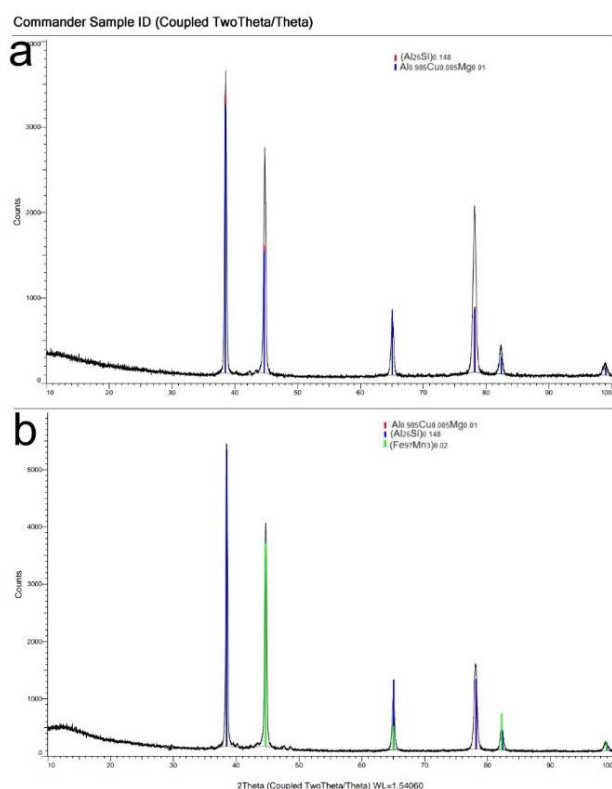 Commander Sample ID (Coupled TwoTheta/Theta)
a
(Al26Si)0.148
Al0.985Cu0.005Mg0.01
Counts
3000
2000
1000
0
10 20 30 40 50 60 70 80 90 100
b
Al0.985Cu0.005Mg0.01
(Al26Si)0.148
(Fe97Mn3)0.02
Counts
5000
4000
3000
2000
1000
0
10 20 30 40 50 60 70 80 90 100
2Theta (Coupled TwoTheta/Theta) WL=1.54060